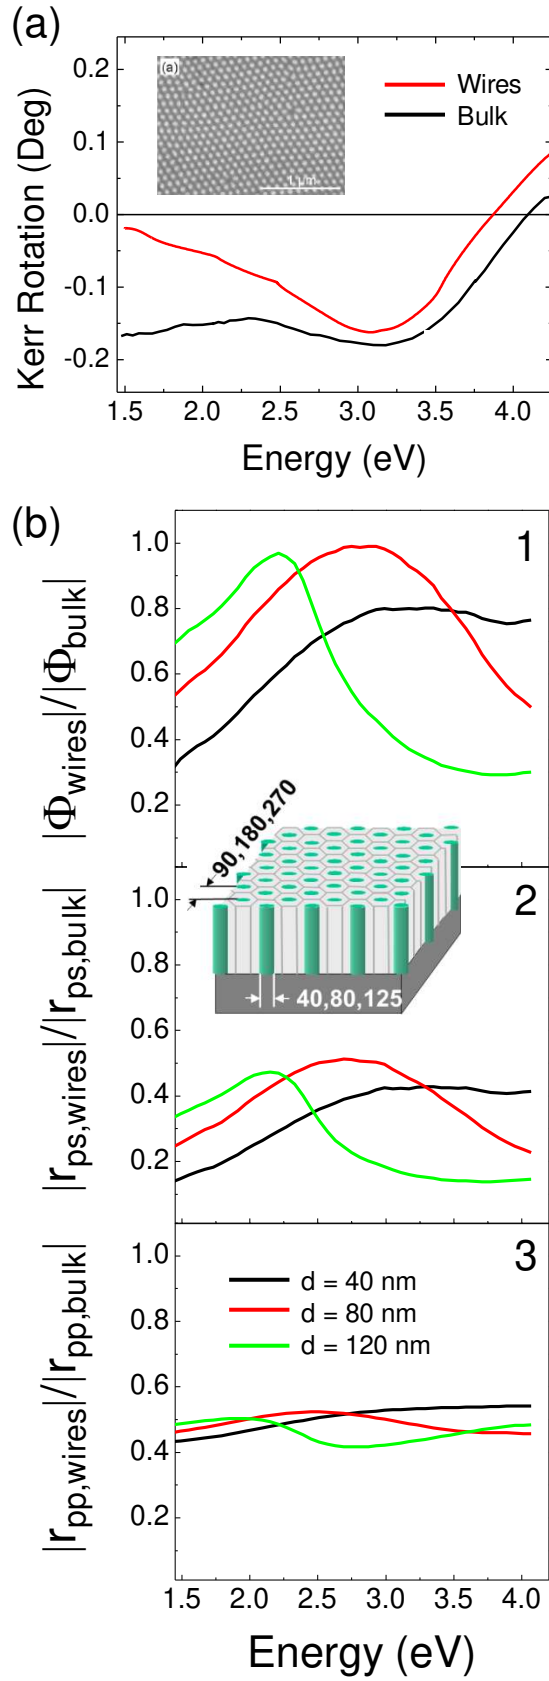 (a)
Kerr Rotation (Deg)
0.2
0.1
0.0
-0.1
-0.2
(a)
1 µm
Wires
Bulk
1.5 2.0 2.5 3.0 3.5 4.0
Energy (eV)
(b)
1
|Φwires|/|Φbulk|
1.0
0.8
0.6
0.4
0.2
90,180,270
40,80,125
2
|rps,wires|/|rps,bulk|
1.0
0.8
0.6
0.4
0.2
3
|rpp,wires|/|rpp,bulk|
1.0
0.8
0.6
0.4
0.2
d = 40 nm
d = 80 nm
d = 120 nm
1.5 2.0 2.5 3.0 3.5 4.0
Energy (eV)